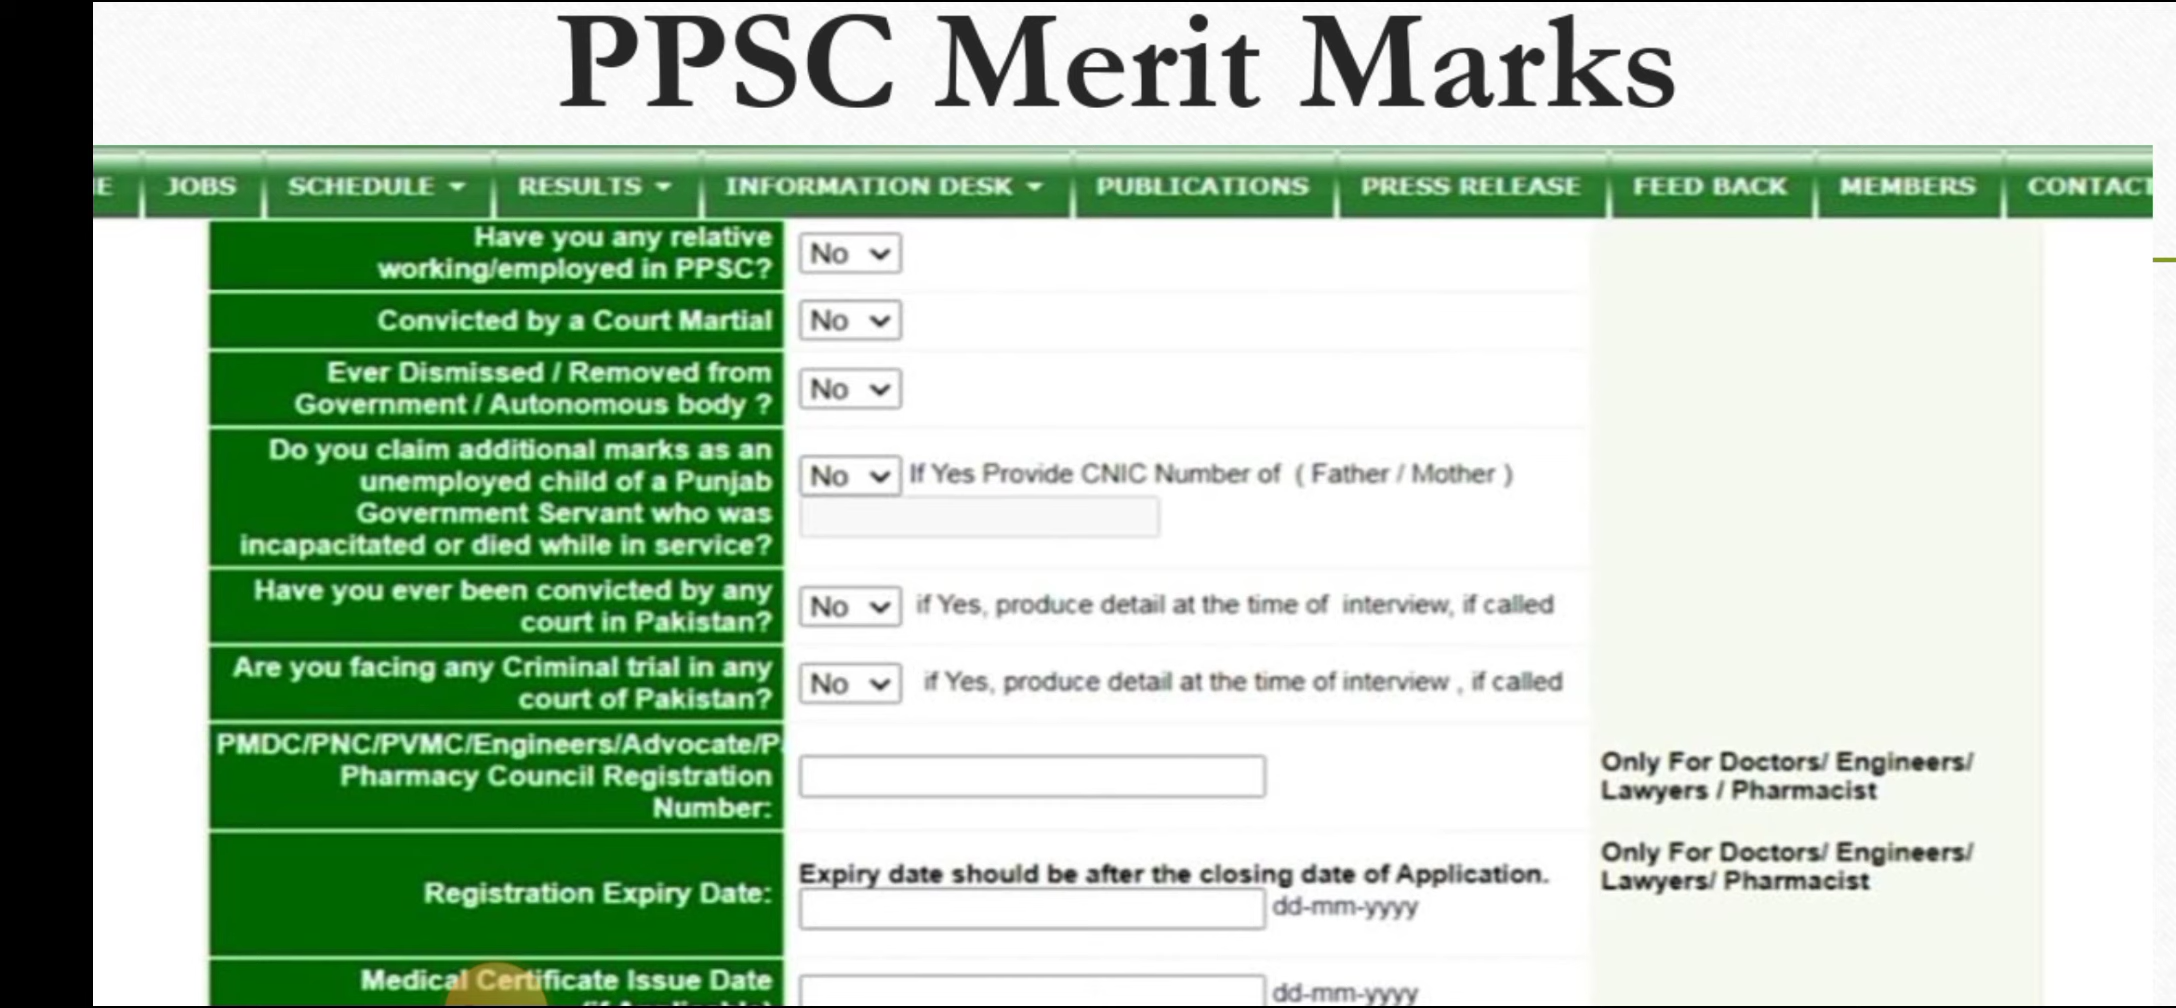 PPSC Merit Marks
E JOBS SCHEDULE RESULTS INFORMATION DESK PUBLICATIONS PRESS RELEASE FEED BACK MEMBERS CONTACT
Have you any relative
working/employed in PPSC?
No
Convicted by a Court Martial
No
Ever Dismissed / Removed from
Government / Autonomous body ?
No
Do you claim additional marks as an
unemployed child of a Punjab
Government Servant who was
incapacitated or died while in service?
No If Yes Provide CNIC Number of ( Father / Mother )
Have you ever been convicted by any
court in Pakistan?
No if Yes, produce detail at the time of interview, if called
Are you facing any Criminal trial in any
court of Pakistan?
No if Yes, produce detail at the time of interview , if called
PMDC/PNC/PVMC/Engineers/Advocate/P
Pharmacy Council Registration
Number:
Only For Doctors/ Engineers/
Lawyers / Pharmacist
Registration Expiry Date:
Expiry date should be after the closing date of Application.
dd-mm-yyyy
Only For Doctors/ Engineers/
Lawyers/ Pharmacist
Medical Certificate Issue Date
dd-mm-yyyy